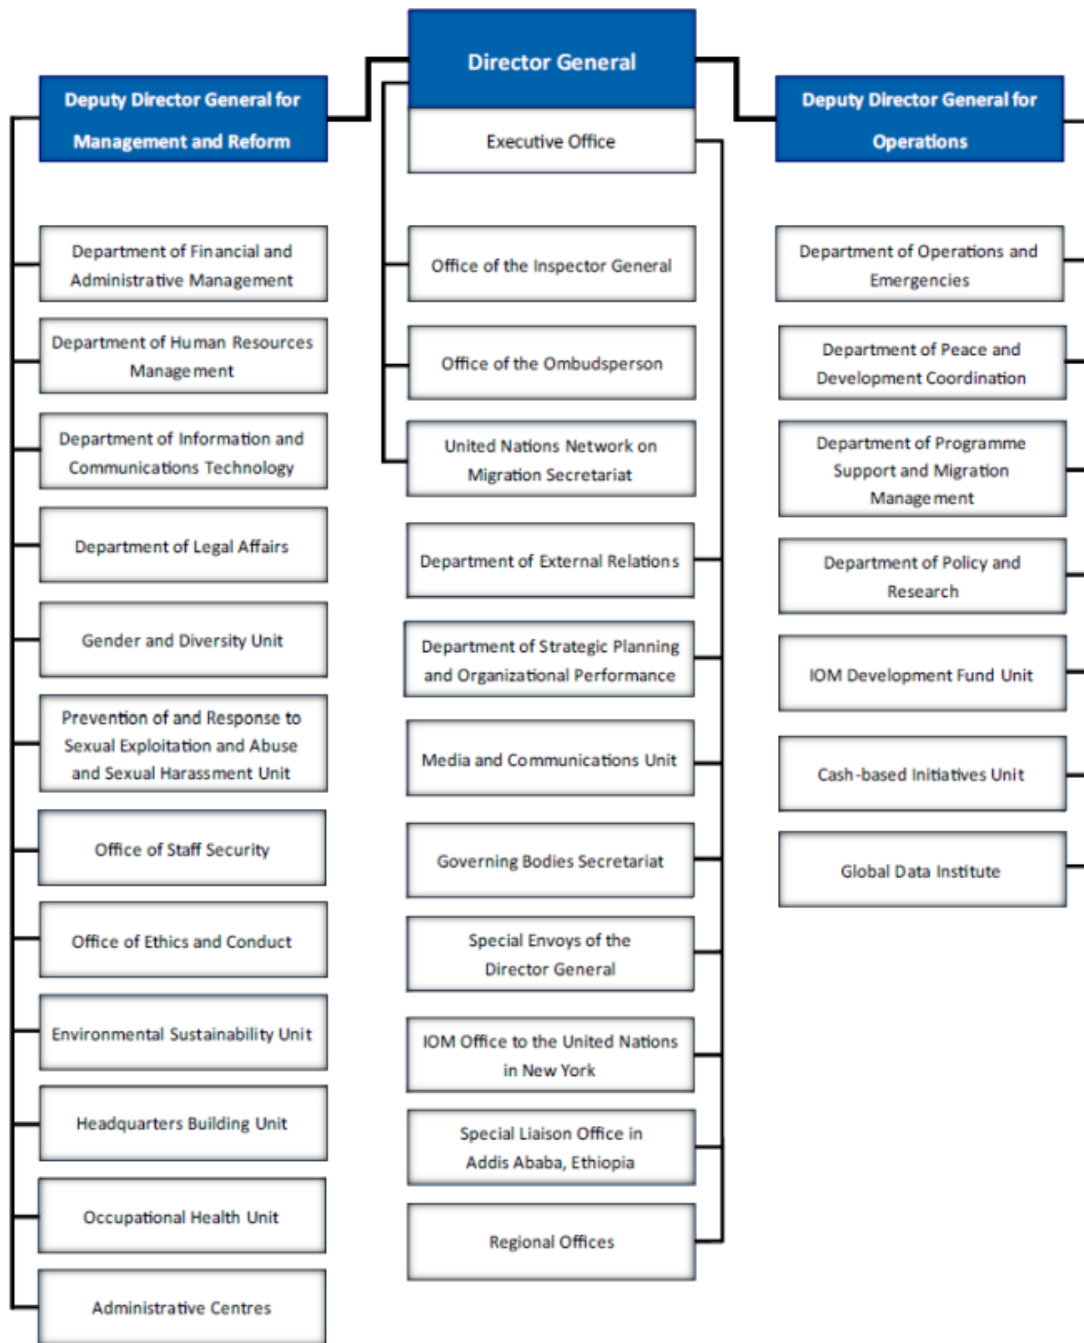 Director General
Executive Office
Deputy Director General for
Management and Reform
Department of Financial and
Administrative Management
Department of Human Resources
Management
Department of Information and
Communications Technology
Department of Legal Affairs
Gender and Diversity Unit
Prevention of and Response to
Sexual Exploitation and Abuse
and Sexual Harassment Unit
Office of Staff Security
Office of Ethics and Conduct
Environmental Sustainability Unit
Headquarters Building Unit
Occupational Health Unit
Administrative Centres
Office of the Inspector General
Office of the Ombudsperson
United Nations Network on
Migration Secretariat
Department of External Relations
Department of Strategic Planning
and Organizational Performance
Media and Communications Unit
Governing Bodies Secretariat
Special Envoys of the
Director General
IOM Office to the United Nations
in New York
Special Liaison Office in
Addis Ababa, Ethiopia
Regional Offices
Deputy Director General for
Operations
Department of Operations and
Emergencies
Department of Peace and
Development Coordination
Department of Programme
Support and Migration
Management
Department of Policy and
Research
IOM Development Fund Unit
Cash-based Initiatives Unit
Global Data Institute